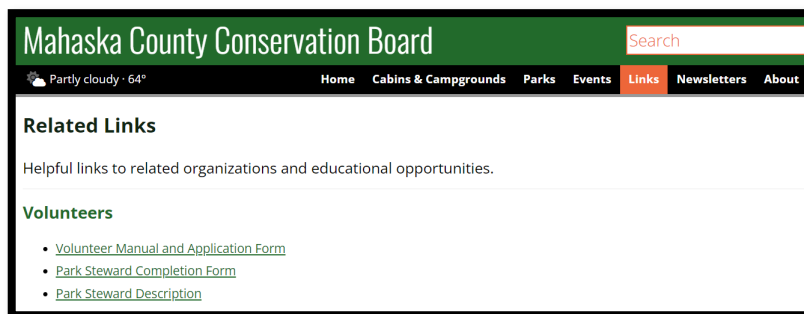 Mahaska County Conservation Board
Search
Partly cloudy · 64°
Home Cabins & Campgrounds Parks Events Links Newsletters About
Related Links
Helpful links to related organizations and educational opportunities.
Volunteers
• Volunteer Manual and Application Form
• Park Steward Completion Form
• Park Steward Description